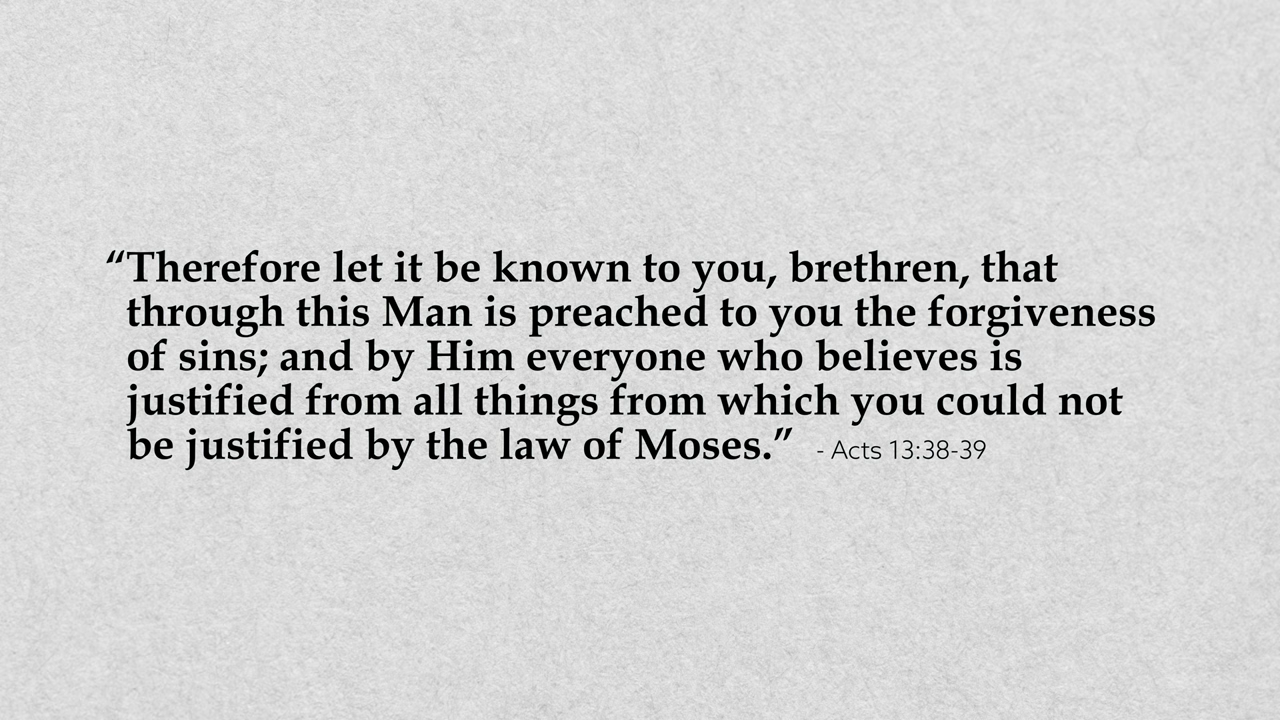 “Therefore let it be known to you, brethren, that
through this Man is preached to you the forgiveness
of sins; and by Him everyone who believes is
justified from all things from which you could not
be justified by the law of Moses.” - Acts 13:38-39